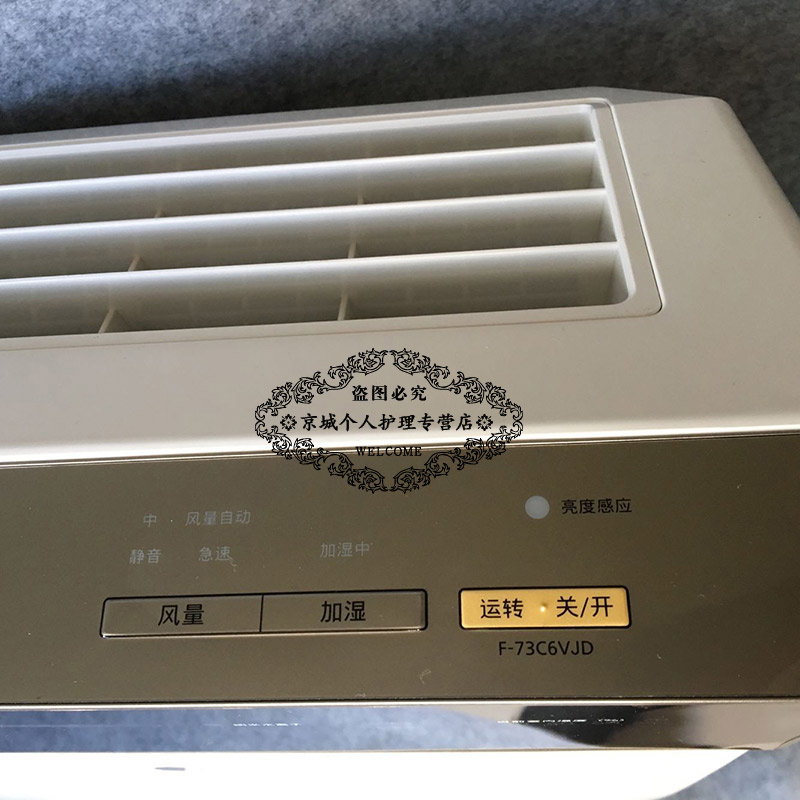 盗图必究
京城个人护理专营店
WELCOME
中·风量自动
亮度感应
静音 急速
加湿中
风量 加湿
运转·关/开
F-73C6VJD